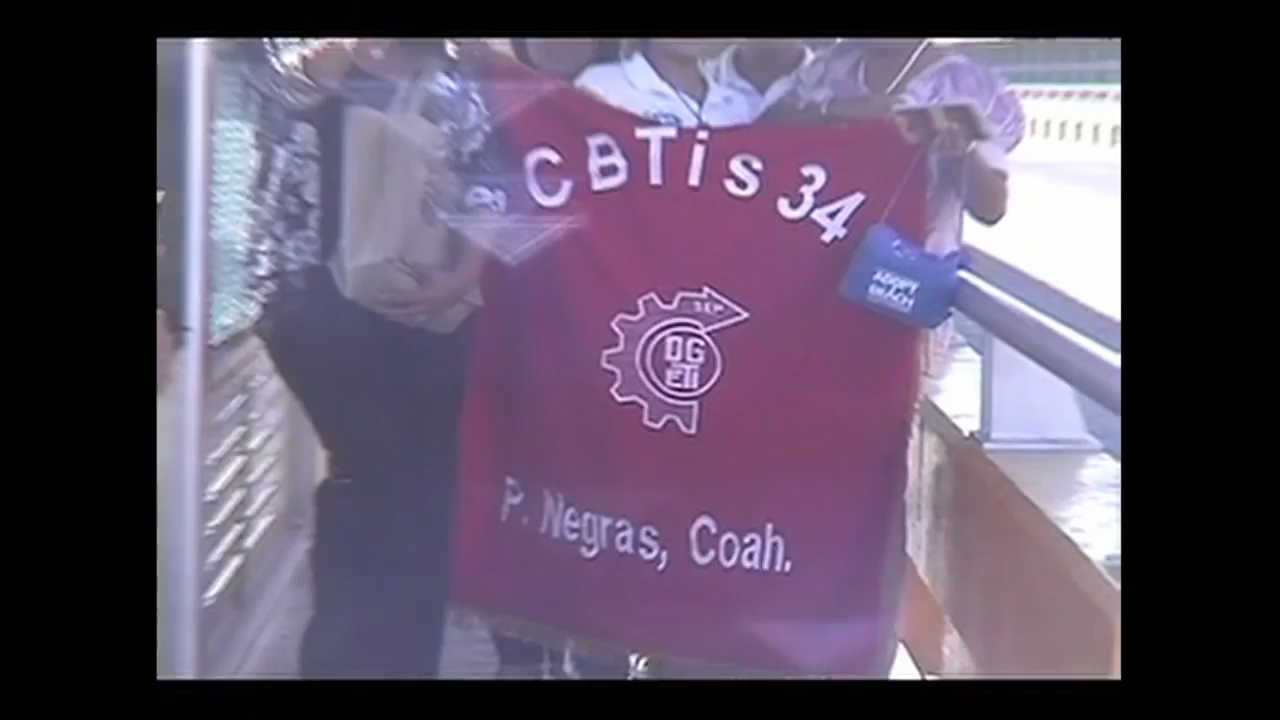 CBTis 34
SEP
DG
ETI
P. Negras, Coah.
ADOPT
BEACH